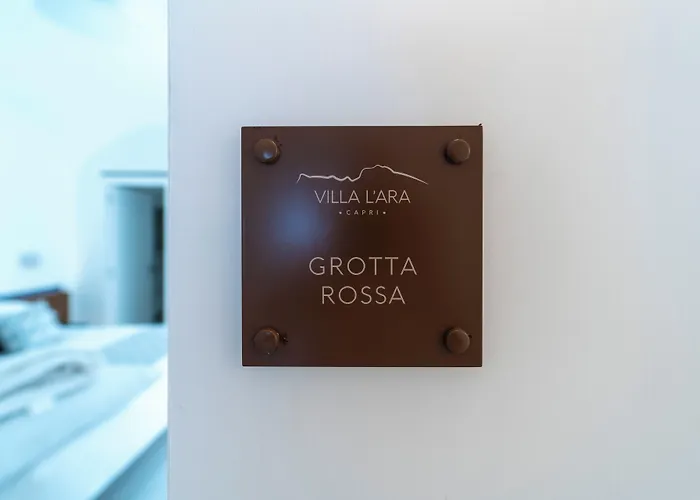 VILLA L'ARA
• CAPRI •
GROTTA
ROSSA